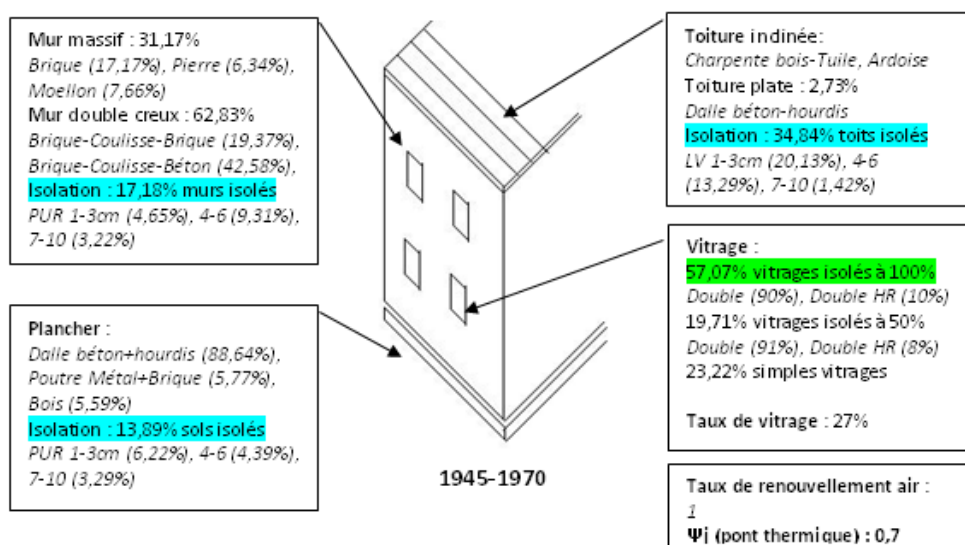 Mur massif : 31,17%
Brique (17,17%), Pierre (6,34%),
Moellon (7,66%)
Mur double creux : 62,83%
Brique-Coulisse-Brique (19,37%),
Brique-Coulisse-Béton (42,58%),
Isolation : 17,18% murs isolés
PUR 1-3cm (4,65%), 4-6 (9,31%),
7-10 (3,22%)
Plancher :
Dalle béton+hourdis (88,64%),
Poutre Métal+Brique (5,77%),
Bois (5,59%)
Isolation : 13,89% sols isolés
PUR 1-3cm (6,22%), 4-6 (4,39%),
7-10 (3,29%)
1945-1970
Toiture indinée:
Charpente bois-Tuile, Ardoise
Toiture plate : 2,73%
Dalle béton-hourdis
Isolation : 34,84% toits isolés
LV 1-3cm (20,13%), 4-6
(13,29%), 7-10 (1,42%)
Vitrage :
57,07% vitrages isolés à 100%
Double (90%), Double HR (10%)
19,71% vitrages isolés à 50%
Double (91%), Double HR (8%)
23,22% simples vitrages
Taux de vitrage : 27%
Taux de renouvellement air :
1
Ψj (pont thermique) : 0,7